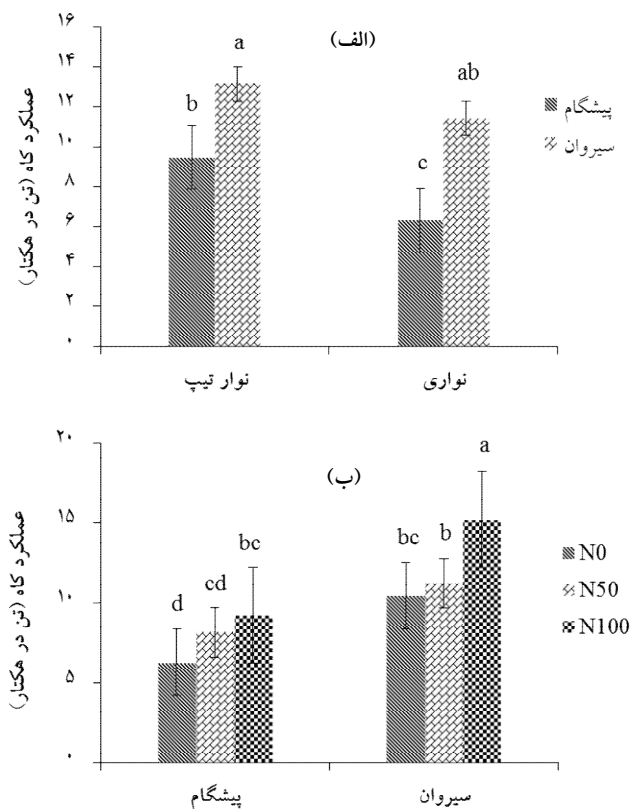 (الف)
عملکرد کاه (تن در هکتار)
۱۶
۱۴
۱۲
۱۰
۸
۶
۴
۲
۰
b
a
c
ab
پیشگام
سیروان
نوار تیپ
نواری
(ب)
عملکرد کاه (تن در هکتار)
۲۰
۱۵
۱۰
۵
۰
d
cd
bc
bc
b
a
N0
N50
N100
پیشگام
سیروان